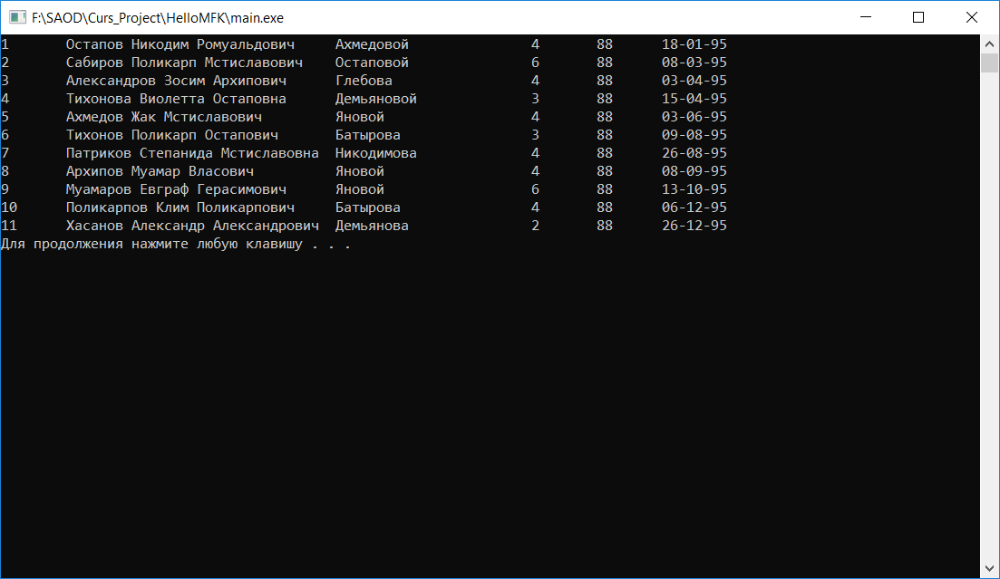 F:\SAOD\Curs_Project\HelloMFK\main.exe
1 Остапов Никодим Ромуальдович Ахмедовой 4 88 18-01-95
2 Сабиров Поликарп Мстиславович Остаповой 6 88 08-03-95
3 Александров Зосим Архипович Глебова 4 88 03-04-95
4 Тихонова Виолетта Остаповна Демьяновой 3 88 15-04-95
5 Ахмедов Жак Мстиславович Яновой 4 88 03-06-95
6 Тихонов Поликарп Остапович Батырова 3 88 09-08-95
7 Патриков Степанида Мстиславовна Никодимова 4 88 26-08-95
8 Архипов Муамар Власович Яновой 4 88 08-09-95
9 Муамаров Евграф Герасимович Яновой 6 88 13-10-95
10 Поликарпов Клим Поликарпович Батырова 4 88 06-12-95
11 Хасанов Александр Александрович Демьянова 2 88 26-12-95
Для продолжения нажмите любую клавишу . . .